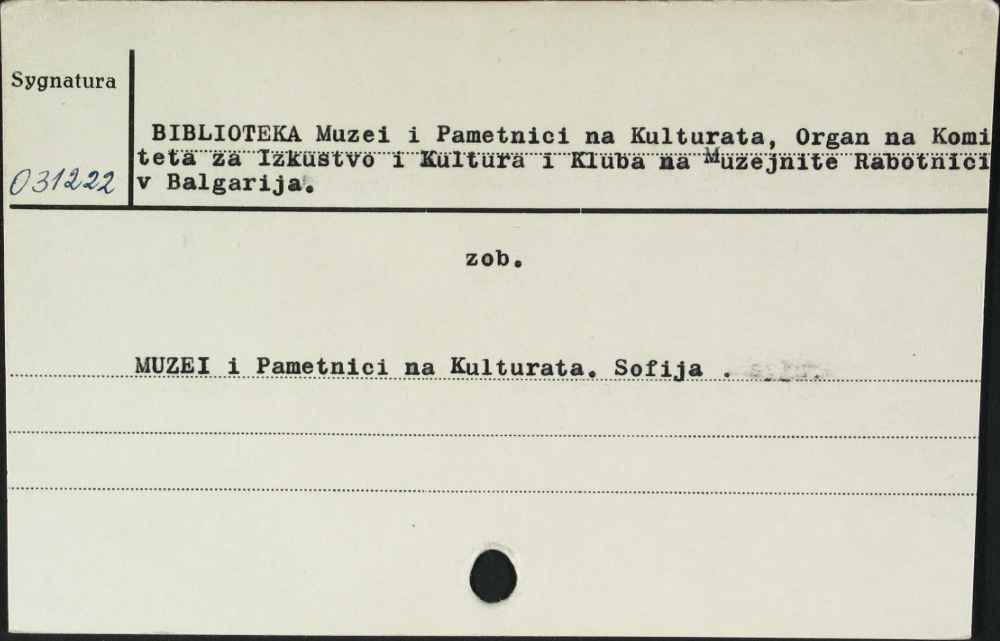 Sygnatura
BIBLIOTEKA Muzei i Pametnici na Kulturata, Organ na Komi
teta za Izkustvo i Kultura i Kluba na Muzejnite Rabotnici
031222 v Balgarija.
zob.
MUZEI i Pametnici na Kulturata. Sofija .